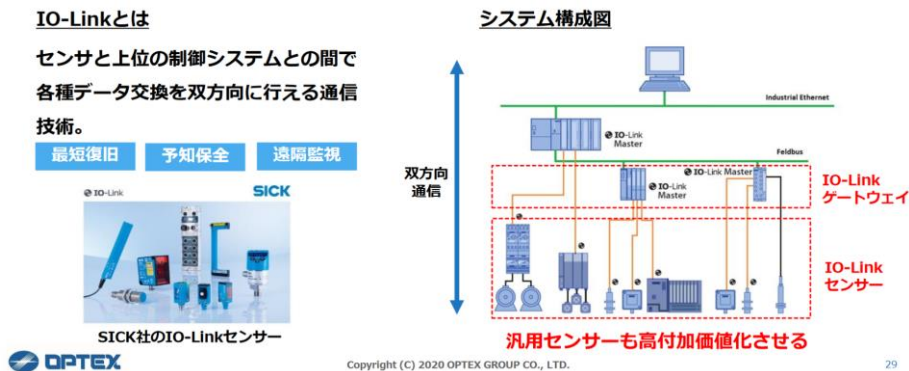 IO-Linkとは
センサと上位の制御システムとの間で
各種データ交換を双方向に行える通信
技術。
最短復旧
予知保全
遠隔監視
IO-Link
SICK
SICK社のIO-Linkセンサー
システム構成図
双方向
通信
Industrial Ethernet
IO-Link
Master
Feldbus
IO-Link
Master
IO-Link Master
IO-Link
ゲートウェイ
IO-Link
センサー
汎用センサーも高付加価値化させる
OPTEX
Copyright (C) 2020 OPTEX GROUP CO., LTD.
29